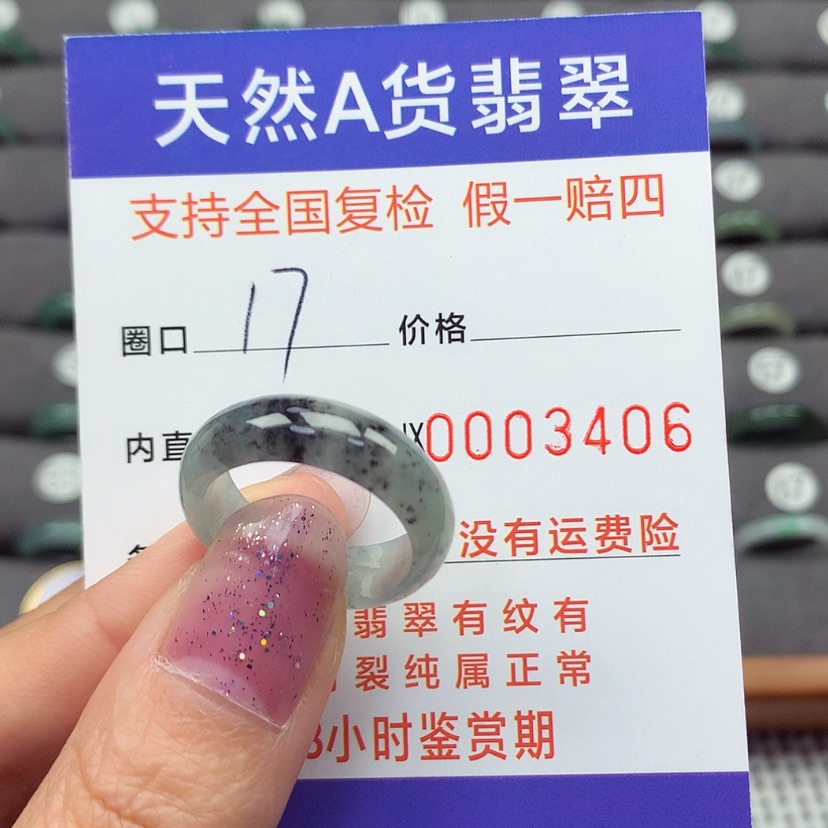 天然A货翡翠
支持全国复检 假一赔四
圈口 17 价格
内直 JX0003406
没有运费险
翡翠有纹有
裂纯属正常
8小时鉴赏期